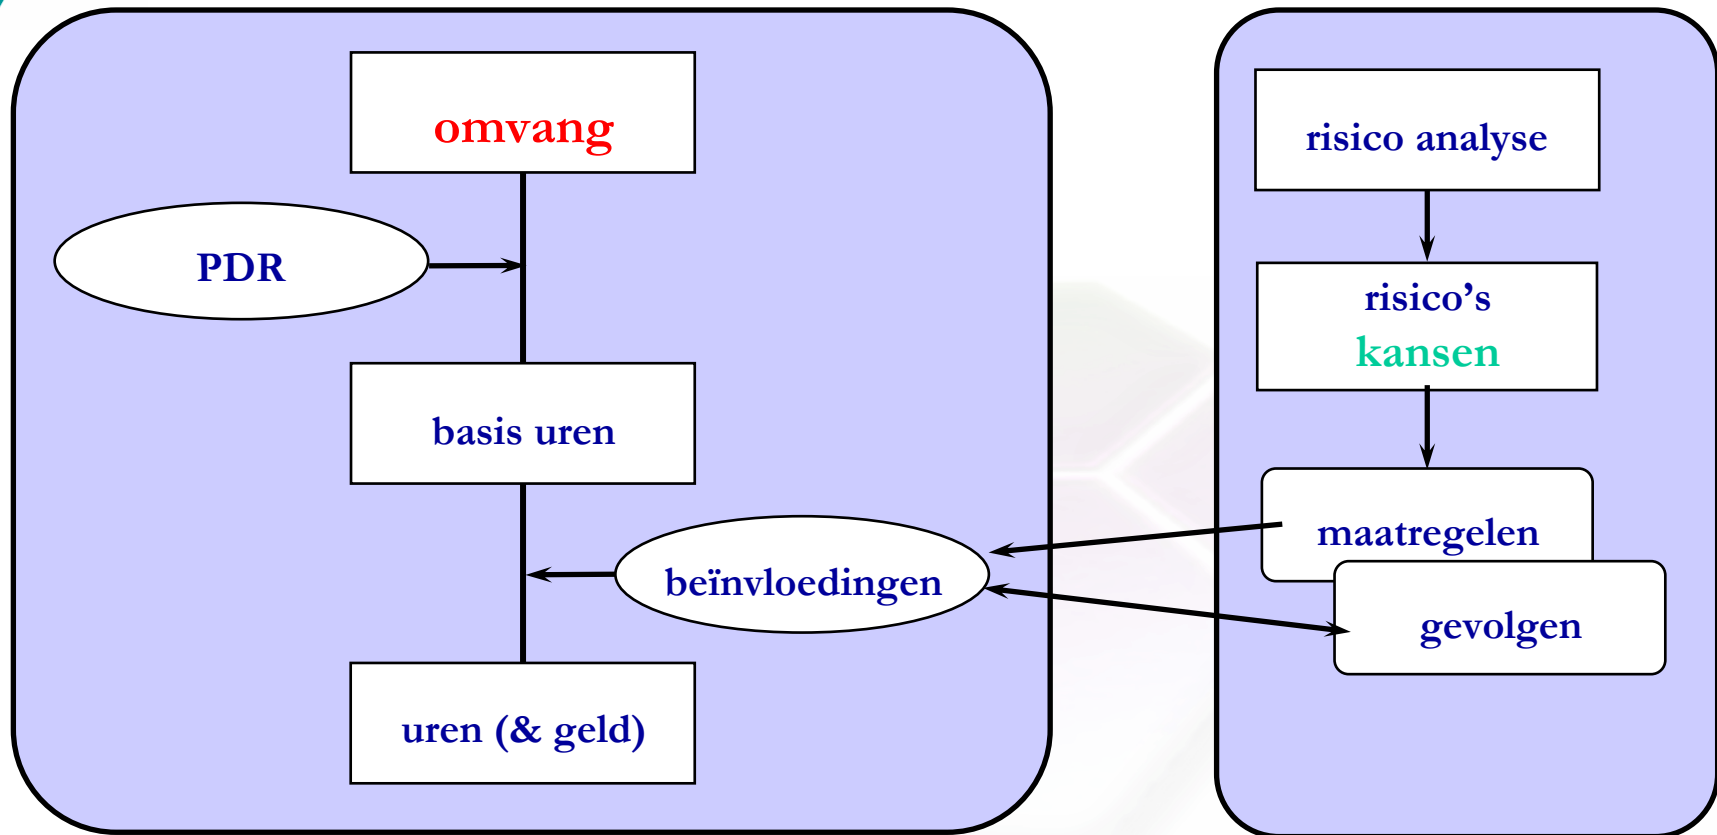 omvang
PDR
basis uren
beïnvloedingen
uren (& geld)
risico analyse
risico’s
kansen
maatregelen
gevolgen